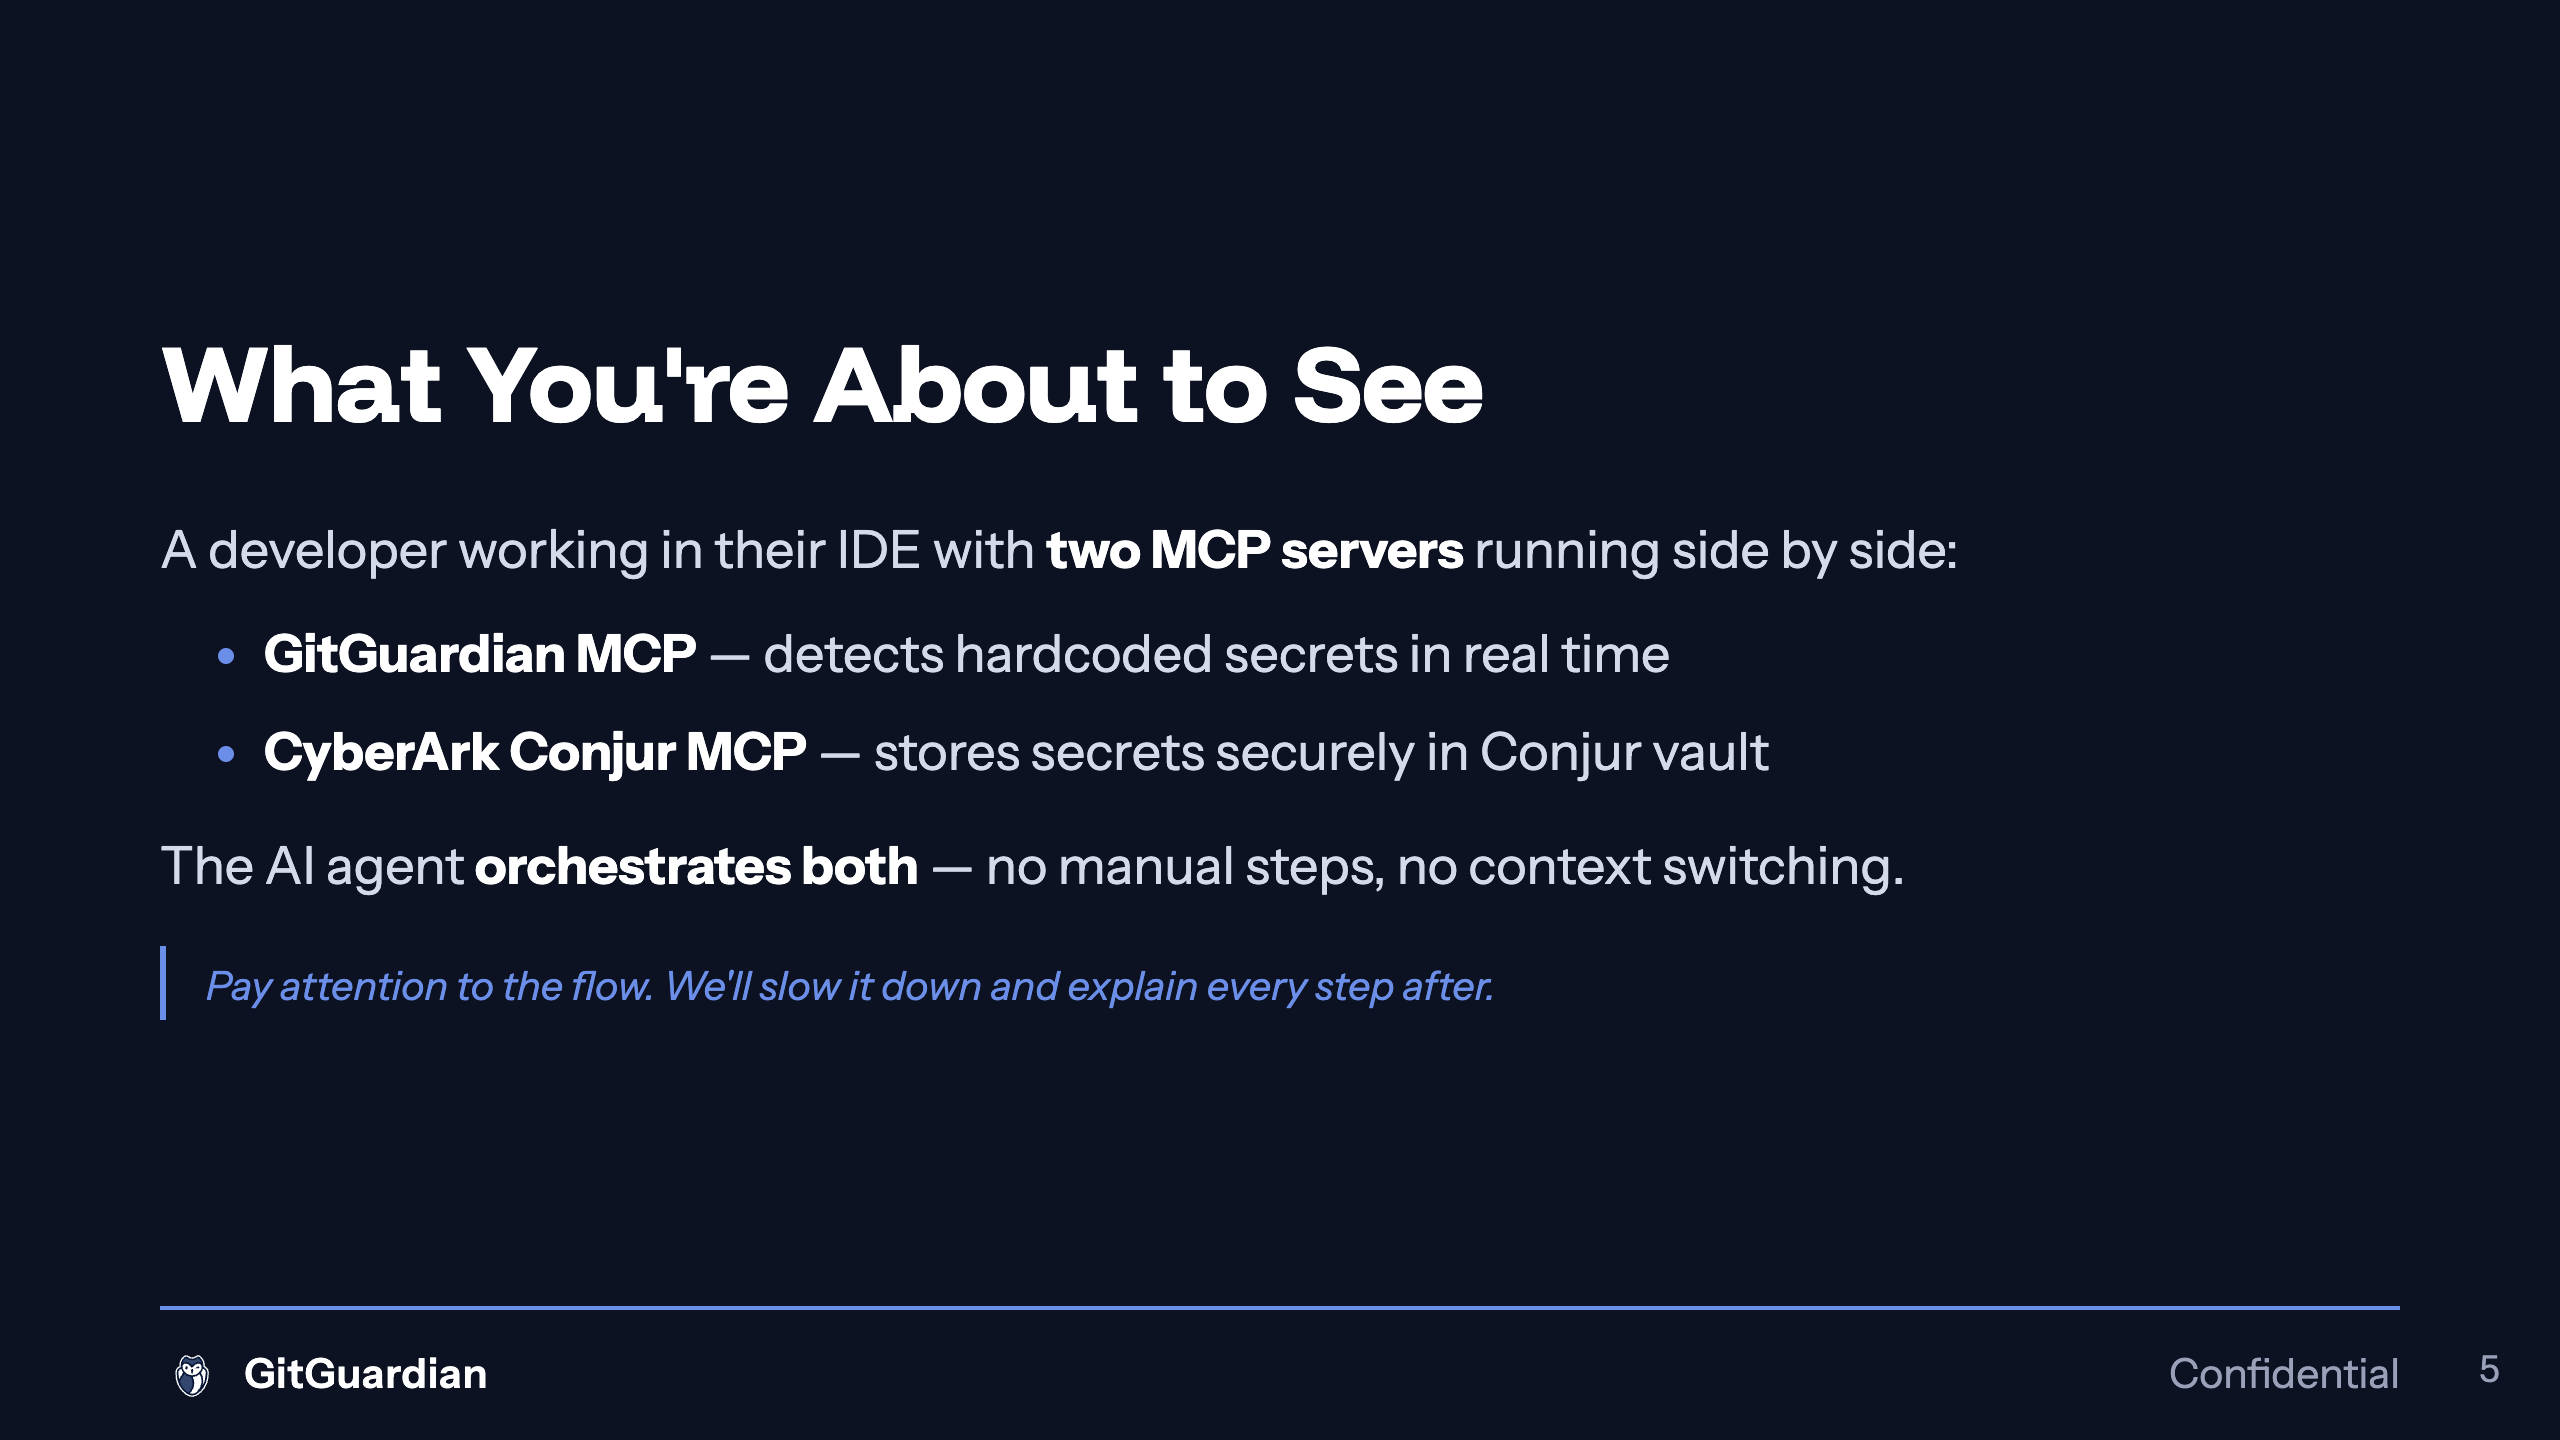 What You're About to See
A developer working in their IDE with two MCP servers running side by side:
• GitGuardian MCP — detects hardcoded secrets in real time
• CyberArk Conjur MCP — stores secrets securely in Conjur vault
The AI agent orchestrates both — no manual steps, no context switching.
Pay attention to the flow. We'll slow it down and explain every step after.
GitGuardian
Confidential
5